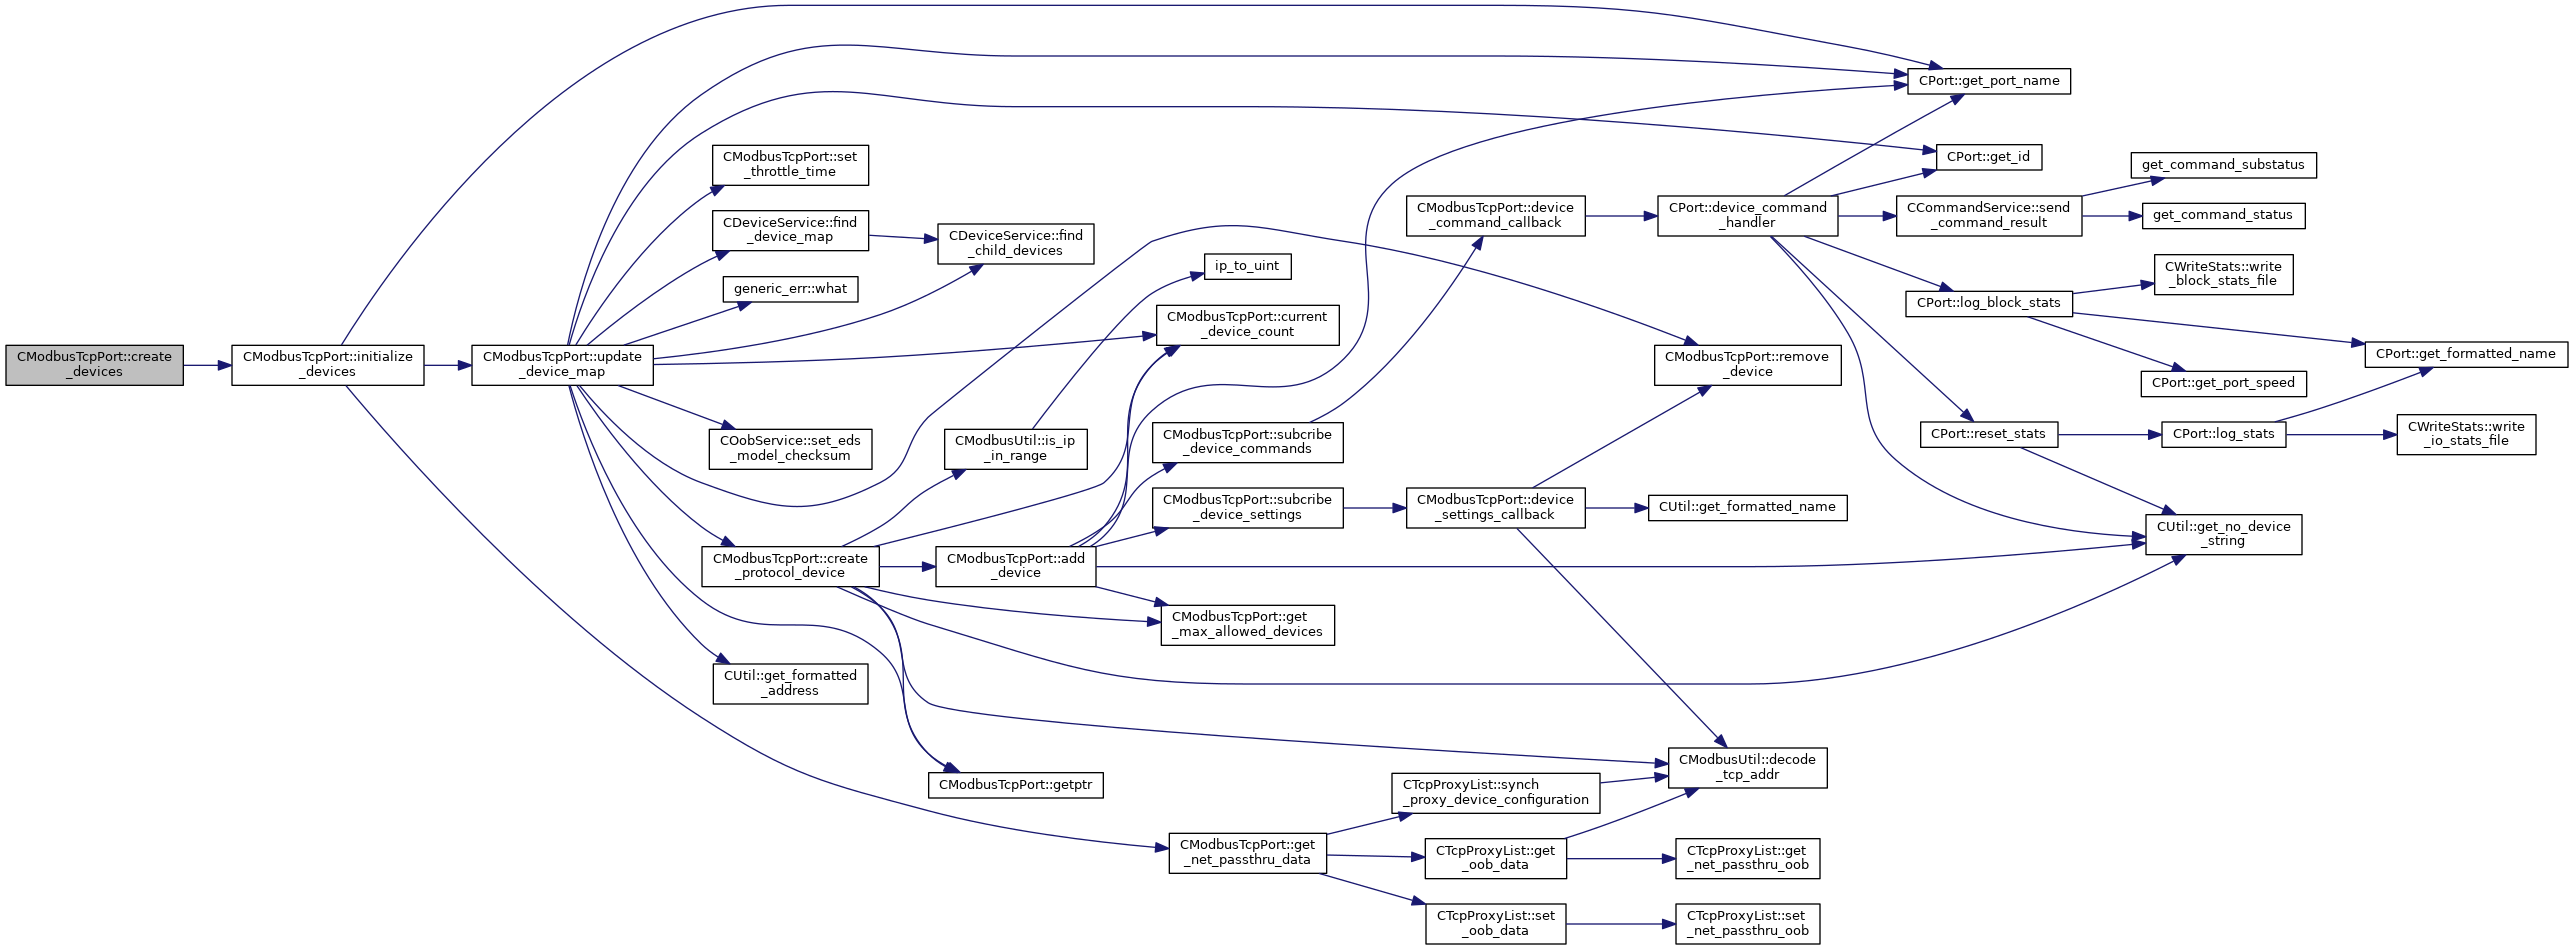 CModbusTcpPort::create
_devices
CModbusTcpPort::initialize
_devices
CModbusTcpPort::update
_device_map
CModbusTcpPort::set
_throttle_time
CDeviceService::find
_device_map
generic_err::what
COobService::set_eds
_model_checksum
CModbusTcpPort::create
_protocol_device
CUtil::get_formatted
_address
CDeviceService::find
_child_devices
CModbusUtil::is_ip
_in_range
CModbusTcpPort::add
_device
CModbusTcpPort::getptr
ip_to_uint
CModbusTcpPort::current
_device_count
CModbusTcpPort::subcribe
_device_commands
CModbusTcpPort::subcribe
_device_settings
CModbusTcpPort::get
_max_allowed_devices
CModbusTcpPort::get
_net_passthru_data
CModbusTcpPort::device
_command_callback
CModbusTcpPort::device
_settings_callback
CTcpProxyList::synch
_proxy_device_configuration
CTcpProxyList::get
_oob_data
CTcpProxyList::set
_oob_data
CPort::device_command
_handler
CModbusTcpPort::remove
_device
CUtil::get_formatted_name
CModbusUtil::decode
_tcp_addr
CTcpProxyList::get
_net_passthru_oob
CTcpProxyList::set
_net_passthru_oob
CPort::get_port_name
CPort::get_id
CCommandService::send
_command_result
CPort::log_block_stats
CPort::reset_stats
get_command_substatus
get_command_status
CWriteStats::write
_block_stats_file
CPort::get_port_speed
CPort::log_stats
CUtil::get_no_device
_string
CPort::get_formatted_name
CWriteStats::write
_io_stats_file